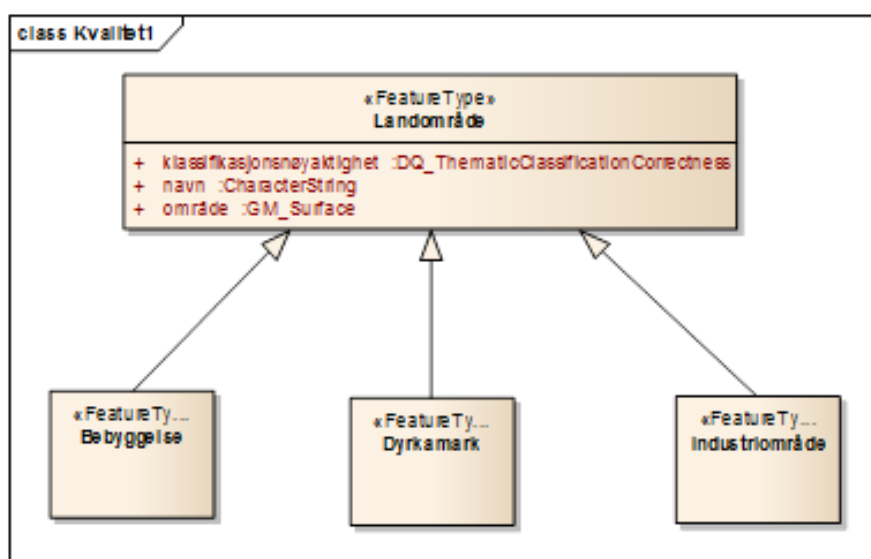 class Kvalitet1
«FeatureType»
Landområde
+ klassifikasjonsnøyaktighet :DQ_ThematicClassificationCorrectness
+ navn :CharacterString
+ område :GM_Surface
«FeatureTy...
Bebyggelse
«FeatureTy...
Dyrkamark
«FeatureTy...
Industriområde